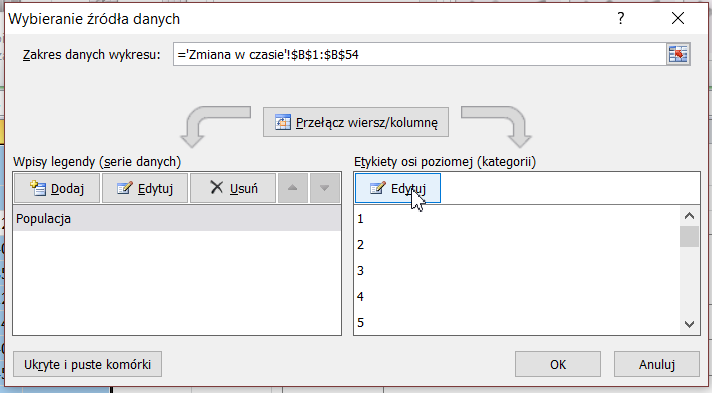 Wybieranie źródła danych
?
Zakres danych wykresu:
='Zmiana w czasie'!$B$1:$B$54
Przełącz wiersz/kolumnę
Wpisy legendy (serie danych)
Dodaj
Edytuj
Usuń
Populacja
Etykiety osi poziomej (kategorii)
Edytuj
1
2
3
4
5
Ukryte i puste komórki
OK
Anuluj